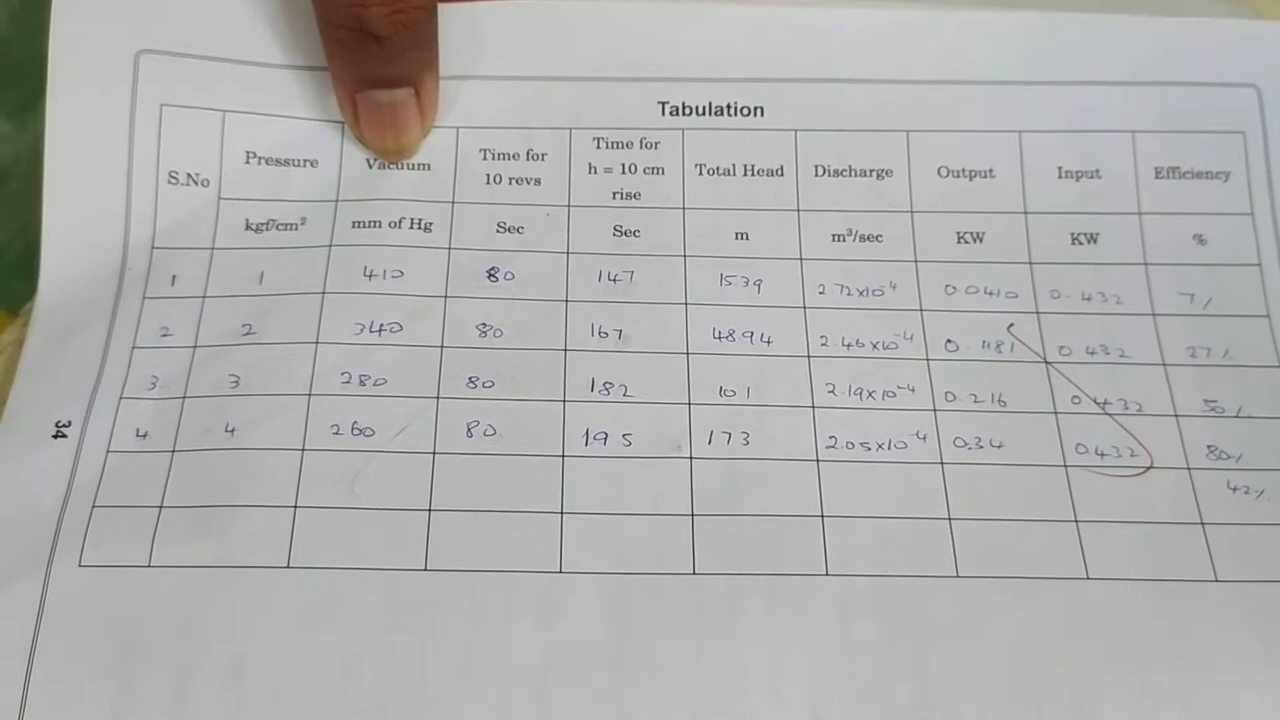 Tabulation
S.No Pressure Vacuum Time for 10 revs Time for h = 10 cm rise Total Head Discharge Output Input Efficiency
kgf/cm² mm of Hg Sec Sec m m³/sec KW KW %
1 1 410 80 147 1539 2.72x10⁻⁴ 0.0410 0.432 7%
2 2 340 80 167 4894 2.46x10⁻⁴ 0.1181 0.432 27%
3 3 280 80 182 101 2.19x10⁻⁴ 0.216 0.432 50%
4 4 260 80 195 173 2.05x10⁻⁴ 0.34 0.432 80%
42%
34